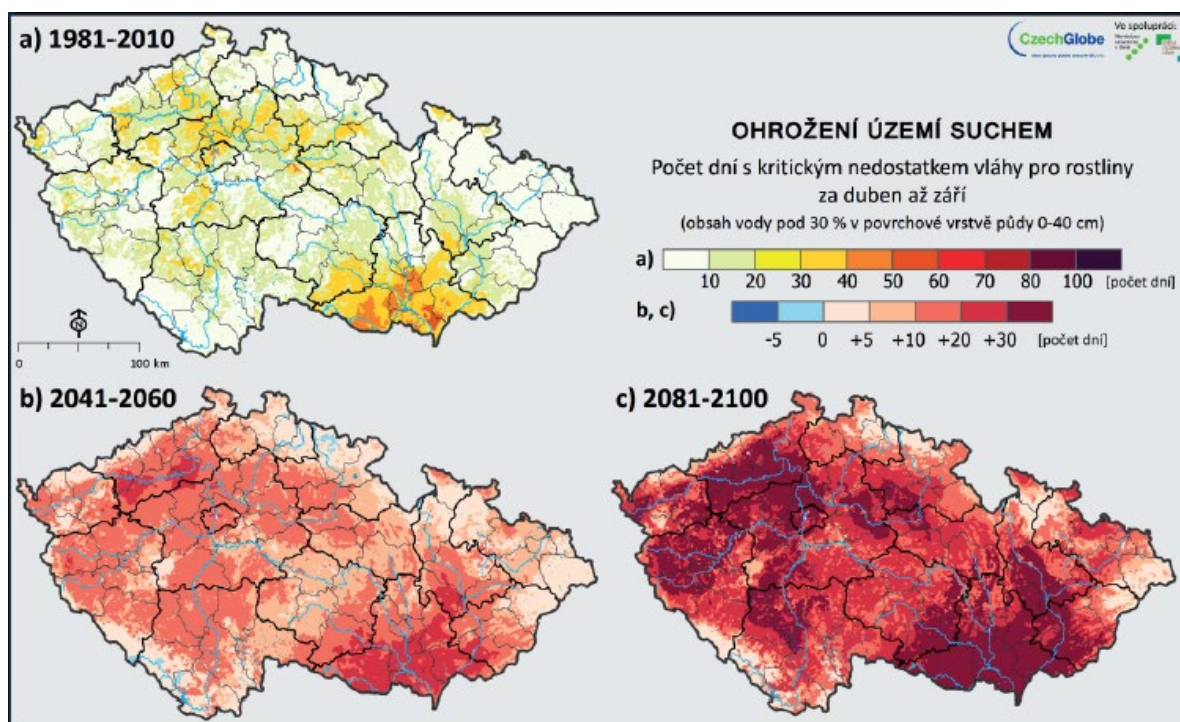 a) 1981-2010
CzechGlobe
Ve spolupráci:
OHROŽENÍ ÚZEMÍ SUCHEM
Počet dní s kritickým nedostatkem vláhy pro rostliny
za duben až září
(obsah vody pod 30 % v povrchové vrstvě půdy 0-40 cm)
a)
10 20 30 40 50 60 70 80 90 100 [počet dní]
b, c)
-5 0 +5 +10 +20 +30 [počet dní]
N
0 100 km
b) 2041-2060
c) 2081-2100